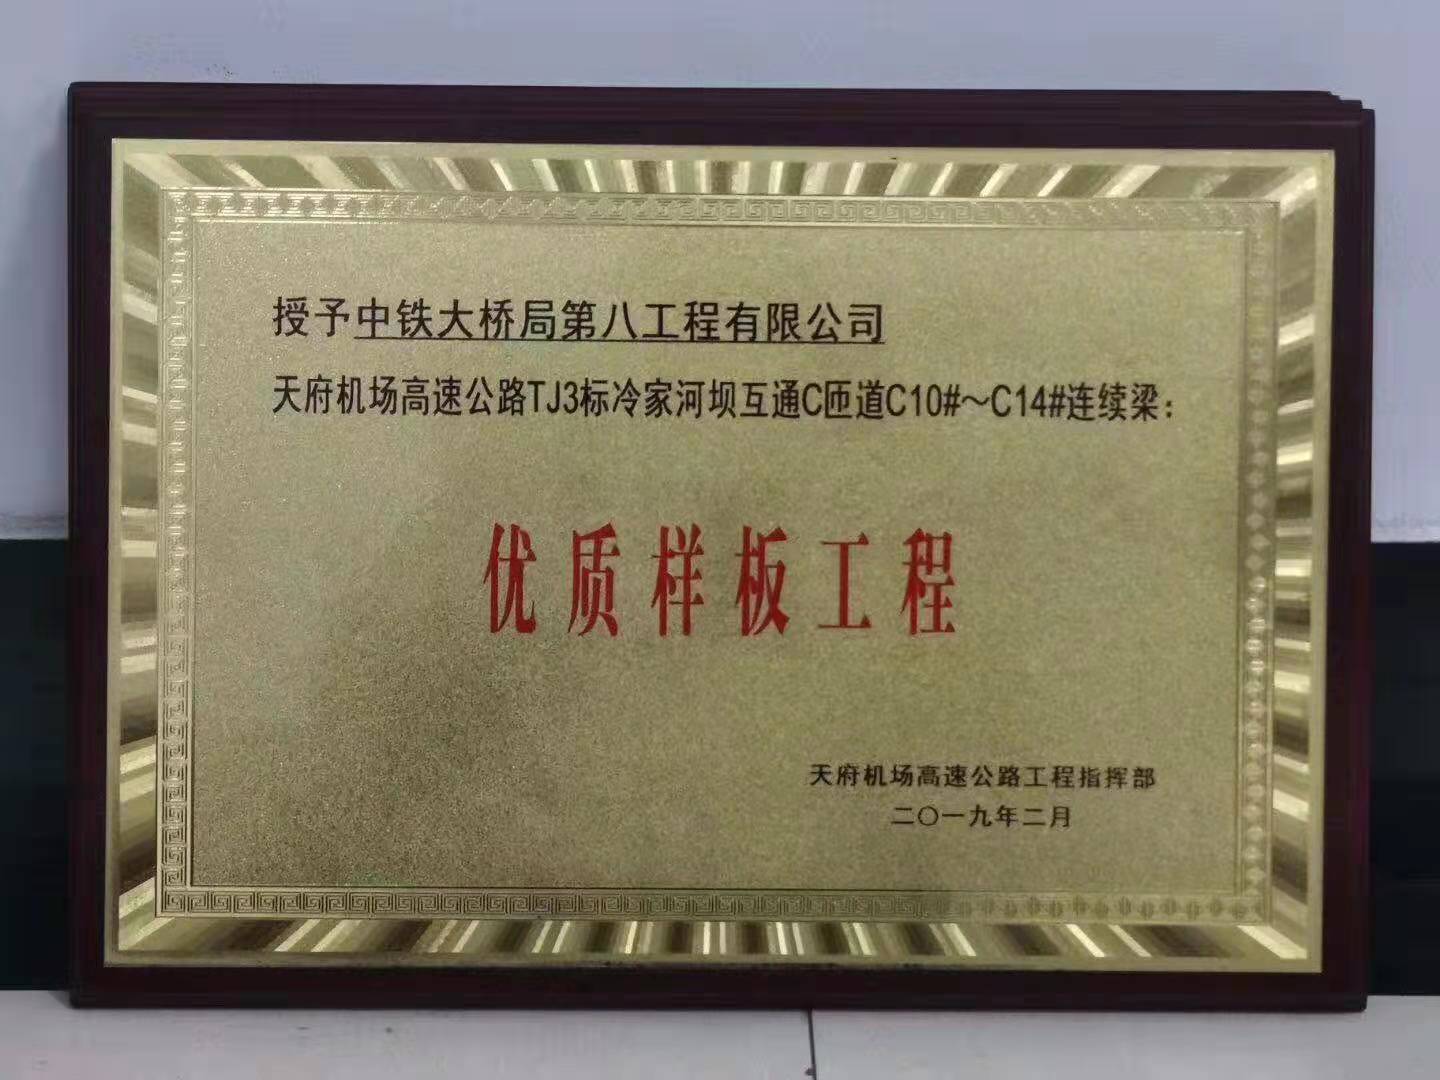 授予中铁大桥局第八工程有限公司
天府机场高速公路TJ3标冷家河坝互通C匝道C10#～C14#连续梁：
优质样板工程
天府机场高速公路工程指挥部
二〇一九年二月